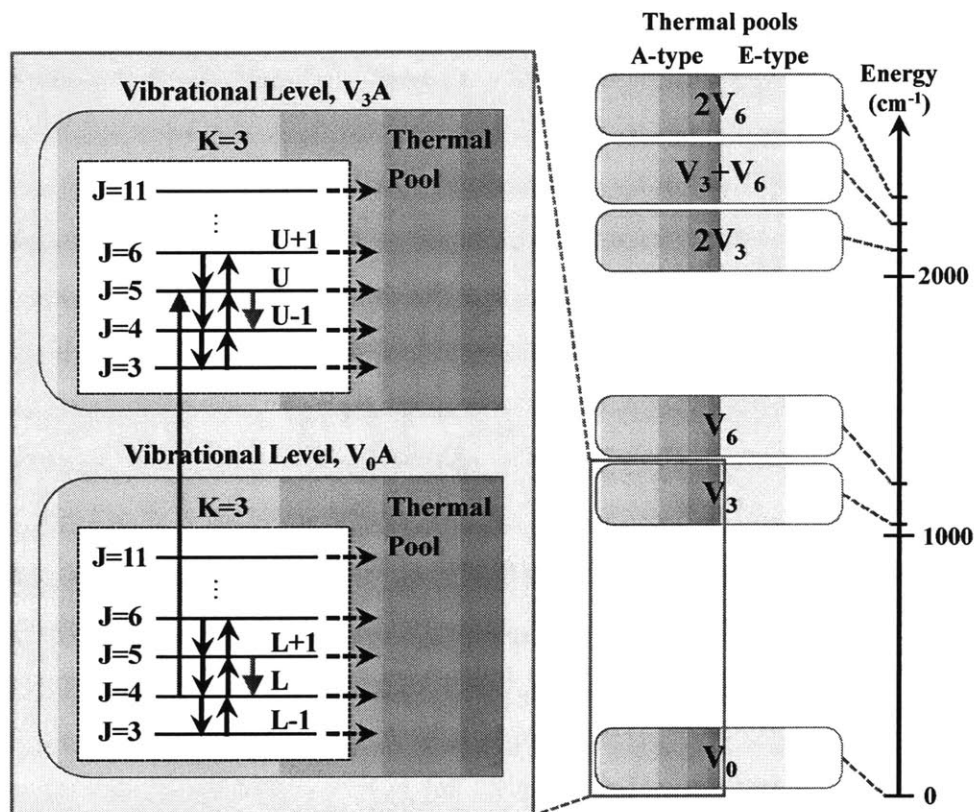 Vibrational Level, V₃A
K=3
Thermal
Pool
J=11
⋮
J=6
U+1
J=5
U
J=4
U-1
J=3
Vibrational Level, V₀A
K=3
Thermal
Pool
J=11
⋮
J=6
L+1
J=5
L
J=4
L-1
J=3
Thermal pools
A-type E-type
2V₆
V₃+V₆
2V₃
V₆
V₃
V₀
Energy
(cm⁻¹)
2000
1000
0